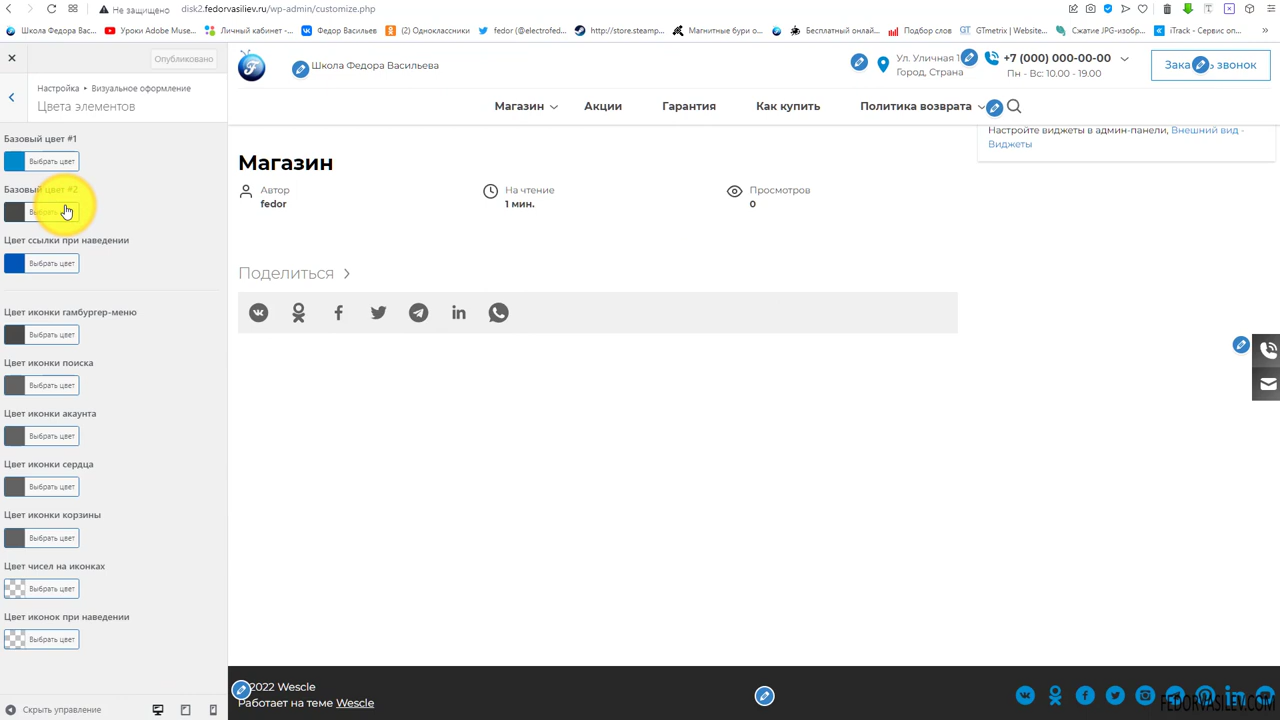 Не защищено
disk2.fedorvasiliev.ru/wp-admin/customize.php
Школа Федора Вас...
Уроки Adobe Muse...
Личный кабинет -...
Федор Васильев
(2) Одноклассники
fedor (@electrofed...
http://store.steamp...
Магнитные бури о...
Бесплатный онлай...
Подбор слов
GTmetrix | Website...
Сжатие JPG-изобр...
iTrack - Сервис оп...
Опубликовано
Настройка ▸ Визуальное оформление
Цвета элементов
Базовый цвет #1
Выбрать цвет
Базовый цвет #2
Цвет ссылки при наведении
Выбрать цвет
Цвет иконки гамбургер-меню
Выбрать цвет
Цвет иконки поиска
Выбрать цвет
Цвет иконки акаунта
Выбрать цвет
Цвет иконки сердца
Выбрать цвет
Цвет иконки корзины
Выбрать цвет
Цвет чисел на иконках
Выбрать цвет
Цвет иконок при наведении
Выбрать цвет
Скрыть управление
Школа Федора Васильева
Ул. Уличная 1
Город, Страна
+7 (000) 000-00-00
Пн - Вс: 10.00 - 19.00
звонок
Магазин
Акции
Гарантия
Как купить
Политика возврата
Настройте виджеты в админ-панели, Внешний вид -
Виджеты
Магазин
Автор
fedor
На чтение
1 мин.
Просмотров
0
Поделиться
2022 Wescle
Работает на теме Wescle
FEDORVASILEV.COM